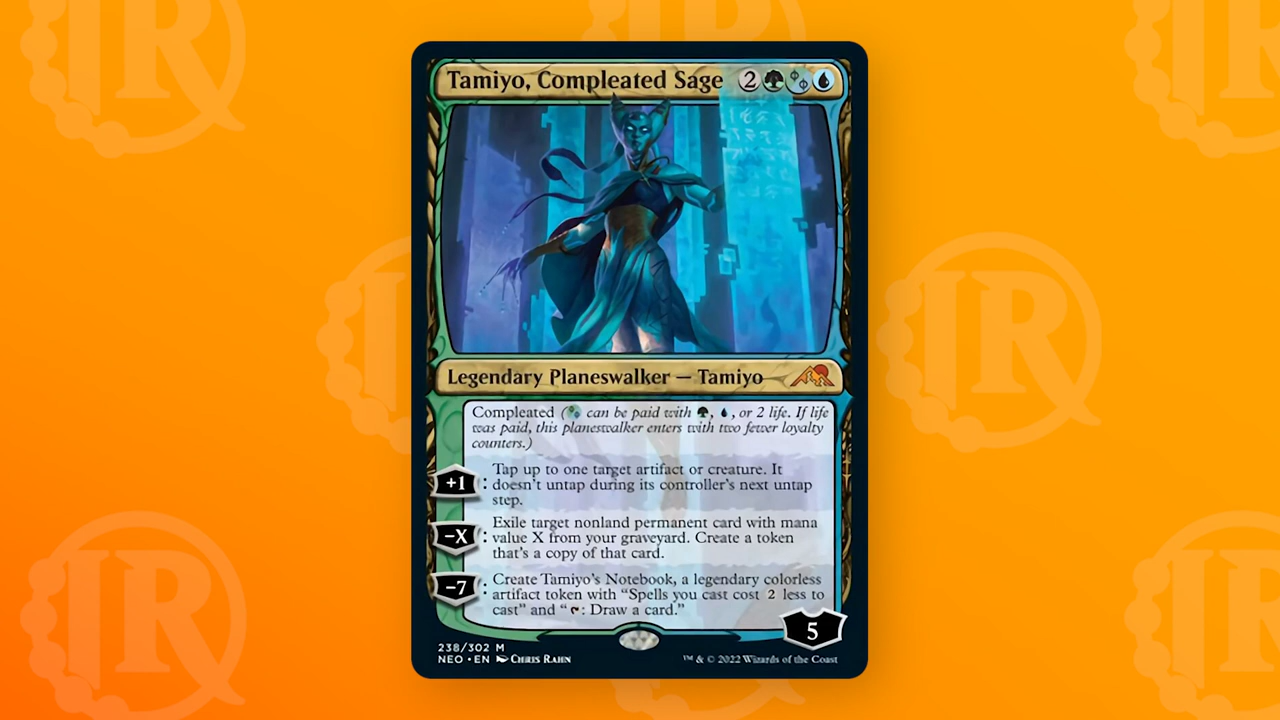 Tamiyo, Compleated Sage 2
Legendary Planeswalker — Tamiyo
Compleated ( can be paid with , , or 2 life. If life
was paid, this planeswalker enters with two fewer loyalty
counters.)
+1: Tap up to one target artifact or creature. It
doesn't untap during its controller's next untap
step.
−X: Exile target nonland permanent card with mana
value X from your graveyard. Create a token
that's a copy of that card.
−7: Create Tamiyo's Notebook, a legendary colorless
artifact token with "Spells you cast cost 2 less to
cast" and ": Draw a card."
5
238/302 M
NEO • EN Chris Rahn
™ & © 2022 Wizards of the Coast